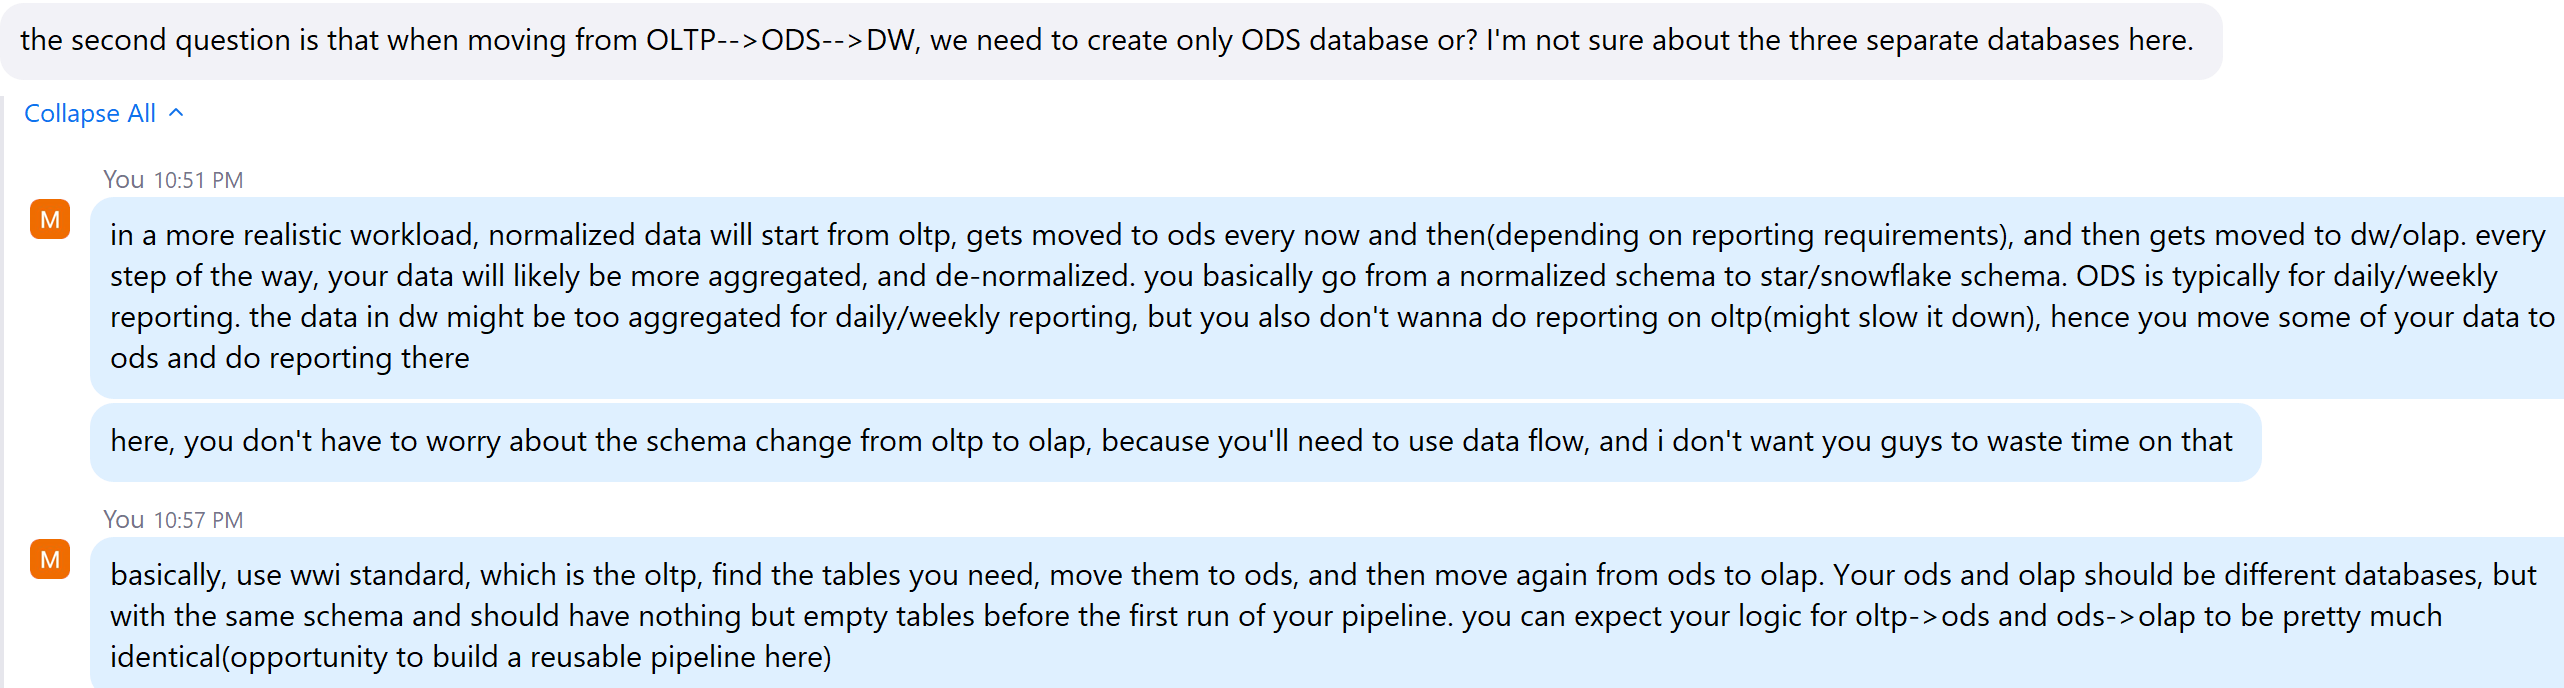 the second question is that when moving from OLTP-->ODS-->DW, we need to create only ODS database or? I'm not sure about the three separate databases here.
Collapse All
You 10:51 PM
M
in a more realistic workload, normalized data will start from oltp, gets moved to ods every now and then(depending on reporting requirements), and then gets moved to dw/olap. every
step of the way, your data will likely be more aggregated, and de-normalized. you basically go from a normalized schema to star/snowflake schema. ODS is typically for daily/weekly
reporting. the data in dw might be too aggregated for daily/weekly reporting, but you also don't wanna do reporting on oltp(might slow it down), hence you move some of your data to
ods and do reporting there
here, you don't have to worry about the schema change from oltp to olap, because you'll need to use data flow, and i don't want you guys to waste time on that
You 10:57 PM
M
basically, use wwi standard, which is the oltp, find the tables you need, move them to ods, and then move again from ods to olap. Your ods and olap should be different databases, but
with the same schema and should have nothing but empty tables before the first run of your pipeline. you can expect your logic for oltp->ods and ods->olap to be pretty much
identical(opportunity to build a reusable pipeline here)